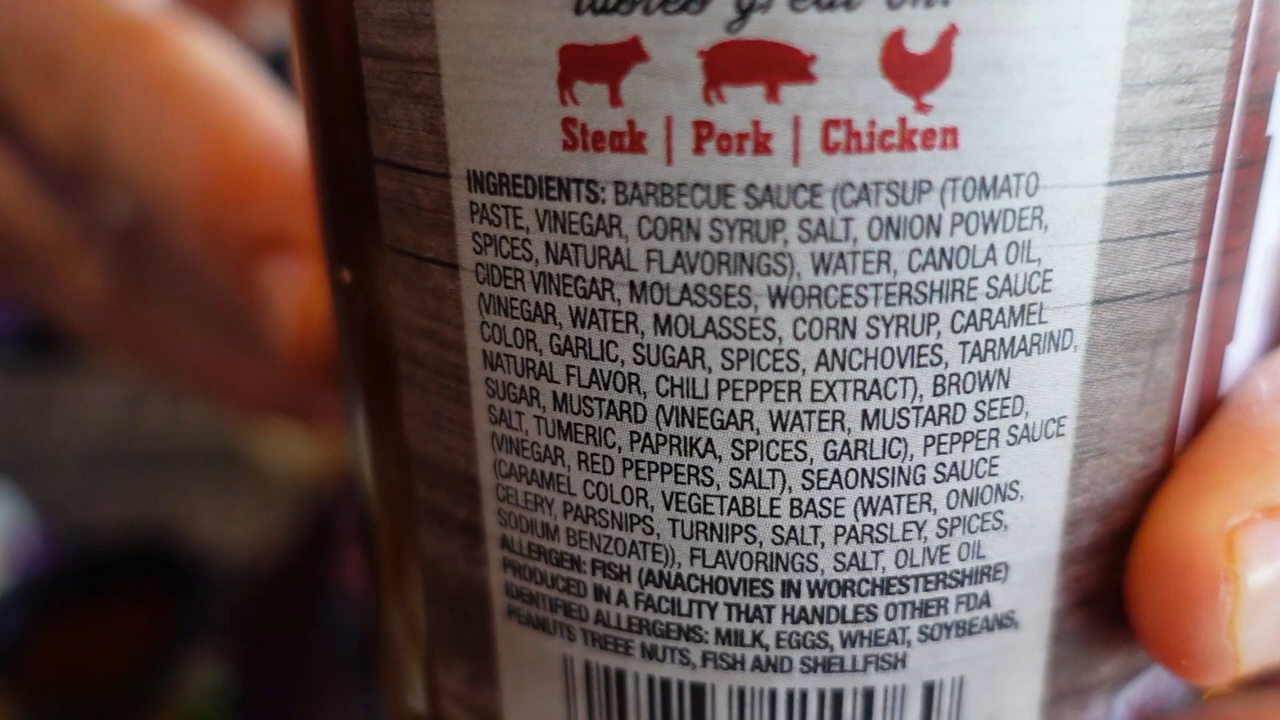 tastes great on:
Steak | Pork | Chicken
INGREDIENTS: BARBECUE SAUCE (CATSUP (TOMATO
PASTE, VINEGAR, CORN SYRUP, SALT, ONION POWDER,
SPICES, NATURAL FLAVORINGS), WATER, CANOLA OIL,
CIDER VINEGAR, MOLASSES, WORCESTERSHIRE SAUCE
(VINEGAR, WATER, MOLASSES, CORN SYRUP, CARAMEL
COLOR, GARLIC, SUGAR, SPICES, ANCHOVIES, TARMARIND,
NATURAL FLAVOR, CHILI PEPPER EXTRACT), BROWN
SUGAR, MUSTARD (VINEGAR, WATER, MUSTARD SEED,
SALT, TUMERIC, PAPRIKA, SPICES, GARLIC), PEPPER SAUCE
(VINEGAR, RED PEPPERS, SALT), SEAONSING SAUCE
(CARAMEL COLOR, VEGETABLE BASE (WATER, ONIONS,
CELERY, PARSNIPS, TURNIPS, SALT, PARSLEY, SPICES,
SODIUM BENZOATE)), FLAVORINGS, SALT, OLIVE OIL
ALLERGEN: FISH (ANACHOVIES IN WORCHESTERSHIRE)
PRODUCED IN A FACILITY THAT HANDLES OTHER FDA
IDENTIFIED ALLERGENS: MILK, EGGS, WHEAT, SOYBEANS,
PEANUTS TREEE NUTS, FISH AND SHELLFISH